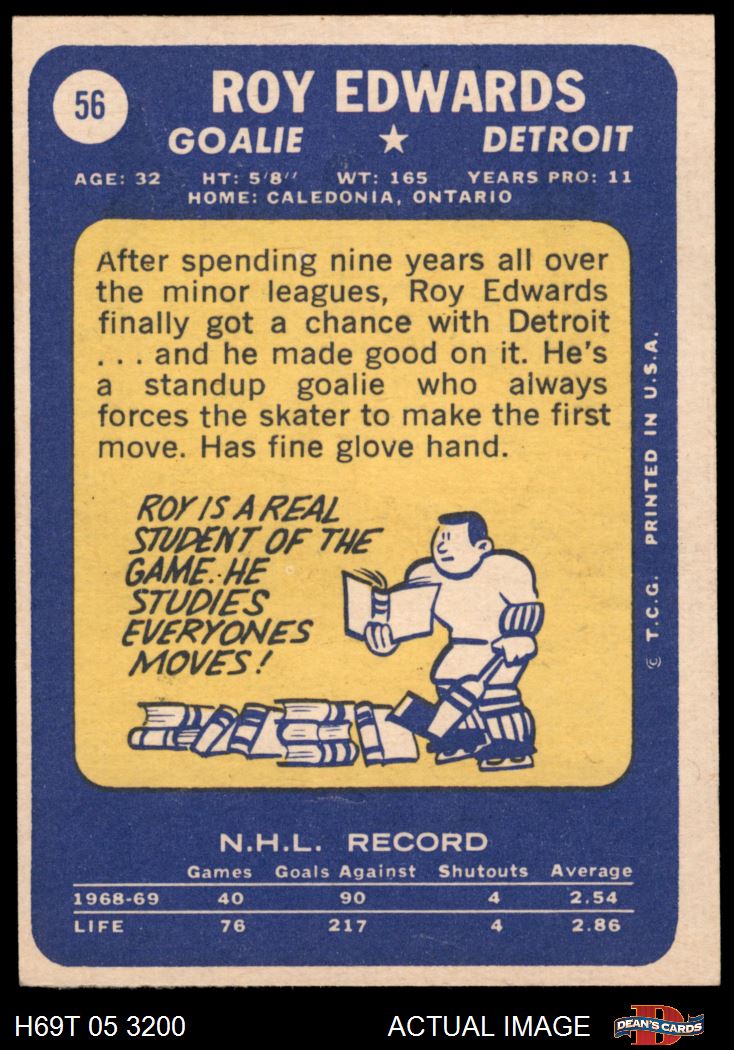 56
ROY EDWARDS
GOALIE ★ DETROIT
AGE: 32 HT: 5'8'' WT: 165 YEARS PRO: 11
HOME: CALEDONIA, ONTARIO
After spending nine years all over
the minor leagues, Roy Edwards
finally got a chance with Detroit
. . . and he made good on it. He's
a standup goalie who always
forces the skater to make the first
move. Has fine glove hand.
ROY IS A REAL
STUDENT OF THE
GAME. HE
STUDIES
EVERYONES
MOVES!
© T.C.G. PRINTED IN U.S.A.
N.H.L. RECORD
Games Goals Against Shutouts Average
1968-69 40 90 4 2.54
LIFE 76 217 4 2.86
H69T 05 3200 ACTUAL IMAGE
D
DEAN'S CARDS